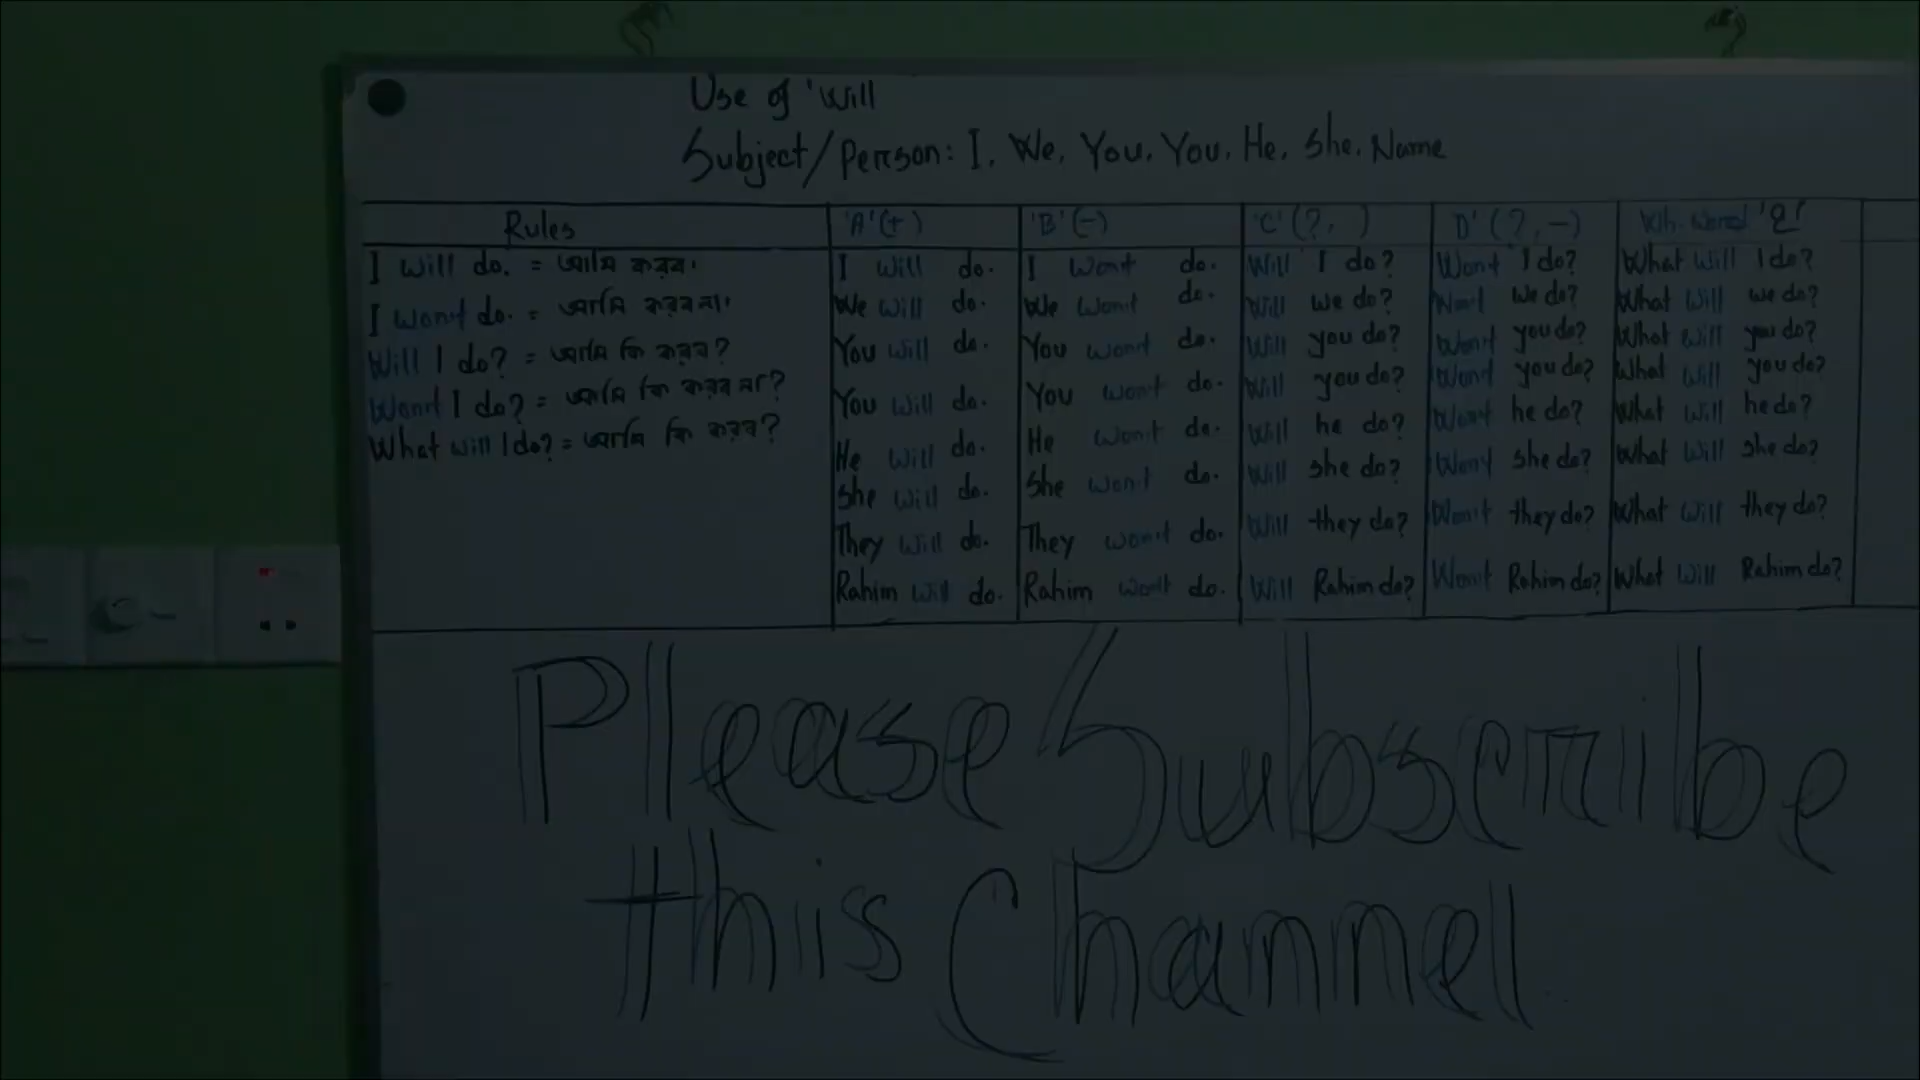 Use of 'Will
Subject/Person: I, We, You, You, He, She, Name
Rules 'A' (+) 'B' (-) 'C' (?, ) D' (?, -) Wh. word 'Q'
I will do. = আমি করব। I will do. I won't do. Will I do? Won't I do? What will I do?
I won't do. = আমি করব না। We will do. We won't do. Will we do? Won't we do? What will we do?
Will I do? = আমি কি করব? You will do. You won't do. Will you do? Won't you do? What will you do?
Won't I do? = আমি কি করব না? You will do. You won't do. Will you do? Won't you do? What will you do?
What will I do? = আমি কি করব? He will do. He won't do. Will he do? Won't he do? What will he do?
She will do. She won't do. Will she do? Won't she do? What will she do?
They will do. They won't do. Will they do? Won't they do? What will they do?
Rahim will do. Rahim won't do. Will Rahim do? Won't Rahim do? What will Rahim do?
Please Subscribe
this Channel